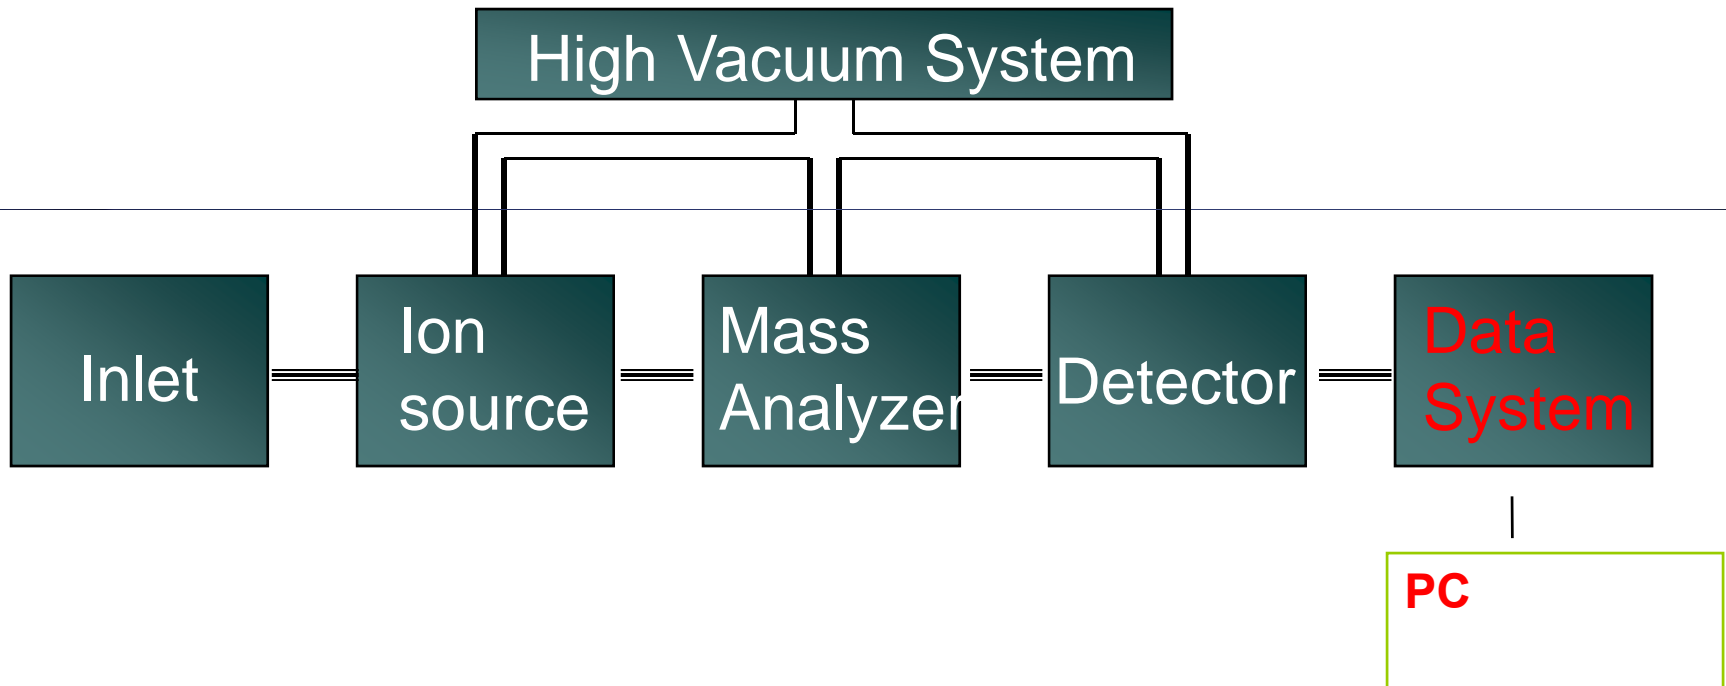 High Vacuum System
Inlet
Ion
source
Mass
Analyzer
Detector
Data
System
PC